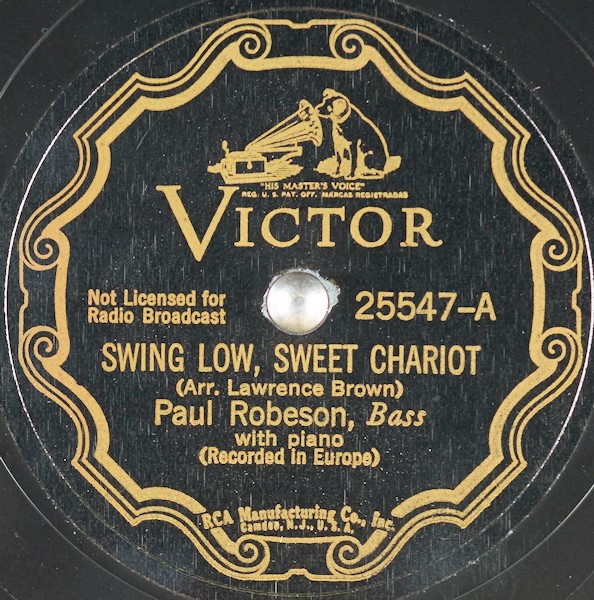 "HIS MASTER'S VOICE"
REG. U. S. PAT. OFF. MARCAS REGISTRADAS
VICTOR
Not Licensed for
Radio Broadcast
25547-A
SWING LOW, SWEET CHARIOT
(Arr. Lawrence Brown)
Paul Robeson, Bass
with piano
(Recorded in Europe)
RCA Manufacturing Co., Inc.
Camden, N. J., U. S. A.